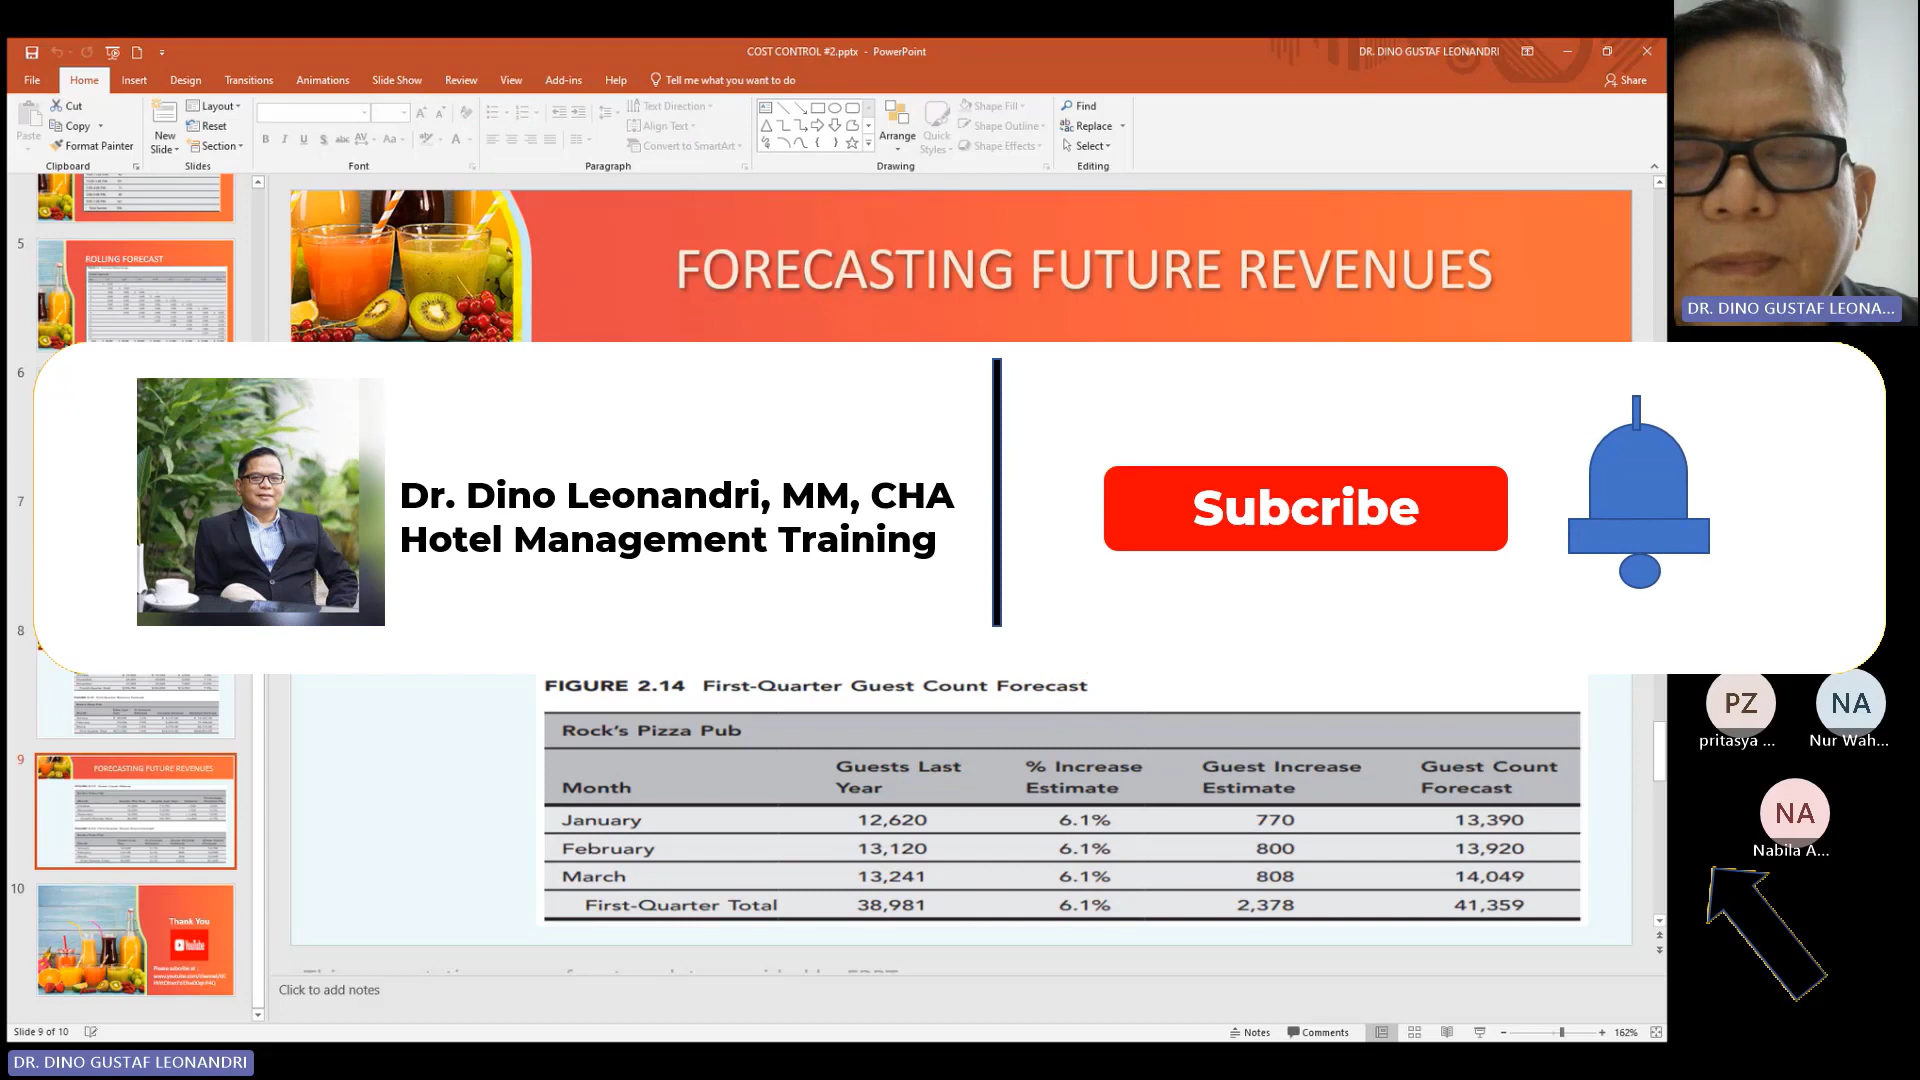 COST CONTROL #2.pptx - PowerPoint
DR. DINO GUSTAF LEONANDRI
File Home Insert Design Transitions Animations Slide Show Review View Add-ins Help Tell me what you want to do
Share
Paste
Cut
Copy
Format Painter
Clipboard
New
Slide
Layout
Reset
Section
Slides
Font
Text Direction
Align Text
Convert to SmartArt
Paragraph
Arrange
Quick
Styles
Shape Fill
Shape Outline
Shape Effects
Drawing
Find
Replace
Select
Editing
5
ROLLING FORECAST
6
7
8
9
FORECASTING FUTURE REVENUES
10
Thank You
YouTube
FORECASTING FUTURE REVENUES
DR. DINO GUSTAF LEONA...
Dr. Dino Leonandri, MM, CHA
Hotel Management Training
Subcribe
FIGURE 2.14 First-Quarter Guest Count Forecast
Rock's Pizza Pub
Month Guests Last Year % Increase Estimate Guest Increase Estimate Guest Count Forecast
January 12,620 6.1% 770 13,390
February 13,120 6.1% 800 13,920
March 13,241 6.1% 808 14,049
First-Quarter Total 38,981 6.1% 2,378 41,359
PZ
pritasya ...
NA
Nur Wah...
NA
Nabila A...
Click to add notes
Slide 9 of 10
Notes Comments 162%
DR. DINO GUSTAF LEONANDRI